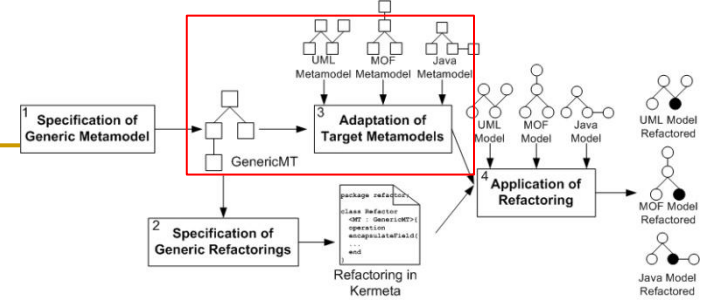 UML
Metamodel
MOF
Metamodel
Java
Metamodel
1
Specification of
Generic Metamodel
GenericMT
3
Adaptation of
Target Metamodels
UML
Model
MOF
Model
Java
Model
UML Model
Refactored
2
Specification of
Generic Refactorings
package refactor;
class Refactor
<MT : GenericMT>{
operation
encapsulateField(
...
end
}
Refactoring in
Kermeta
4
Application of
Refactoring
MOF Model
Refactored
Java Model
Refactored